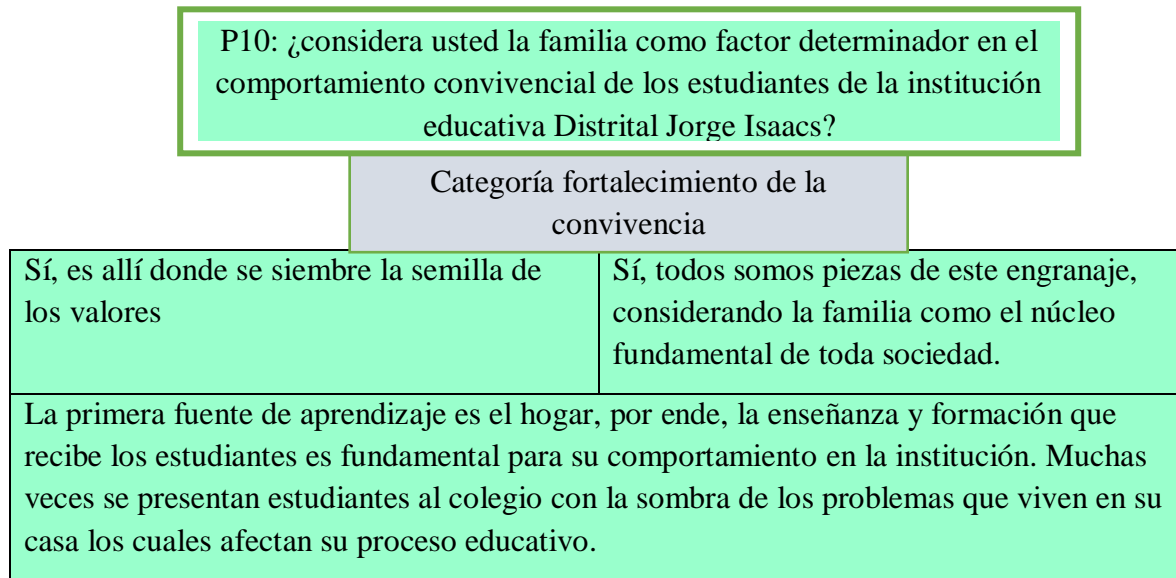 P10: ¿considera usted la familia como factor determinador en el
comportamiento convivencial de los estudiantes de la institución
educativa Distrital Jorge Isaacs?
Categoría fortalecimiento de la
convivencia
Sí, es allí donde se siembre la semilla de
los valores
Sí, todos somos piezas de este engranaje,
considerando la familia como el núcleo
fundamental de toda sociedad.
La primera fuente de aprendizaje es el hogar, por ende, la enseñanza y formación que
recibe los estudiantes es fundamental para su comportamiento en la institución. Muchas
veces se presentan estudiantes al colegio con la sombra de los problemas que viven en su
casa los cuales afectan su proceso educativo.